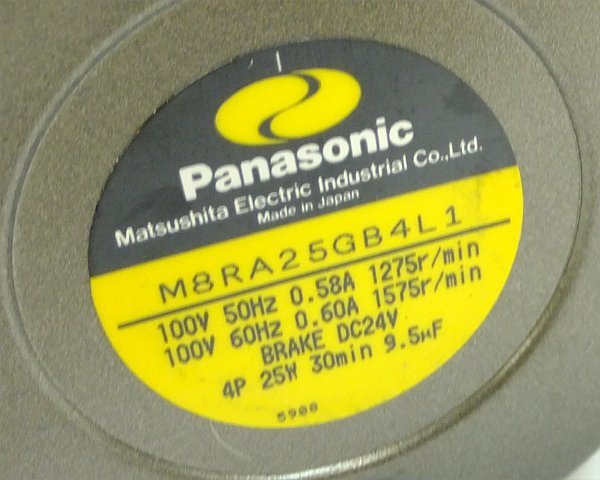 Panasonic
Matsushita Electric Industrial Co.,Ltd.
Made in Japan
M8RA25GB4L1
100V 50Hz 0.58A 1275r/min
100V 60Hz 0.60A 1575r/min
BRAKE DC24V
4P 25W 30min 9.5μF
5908